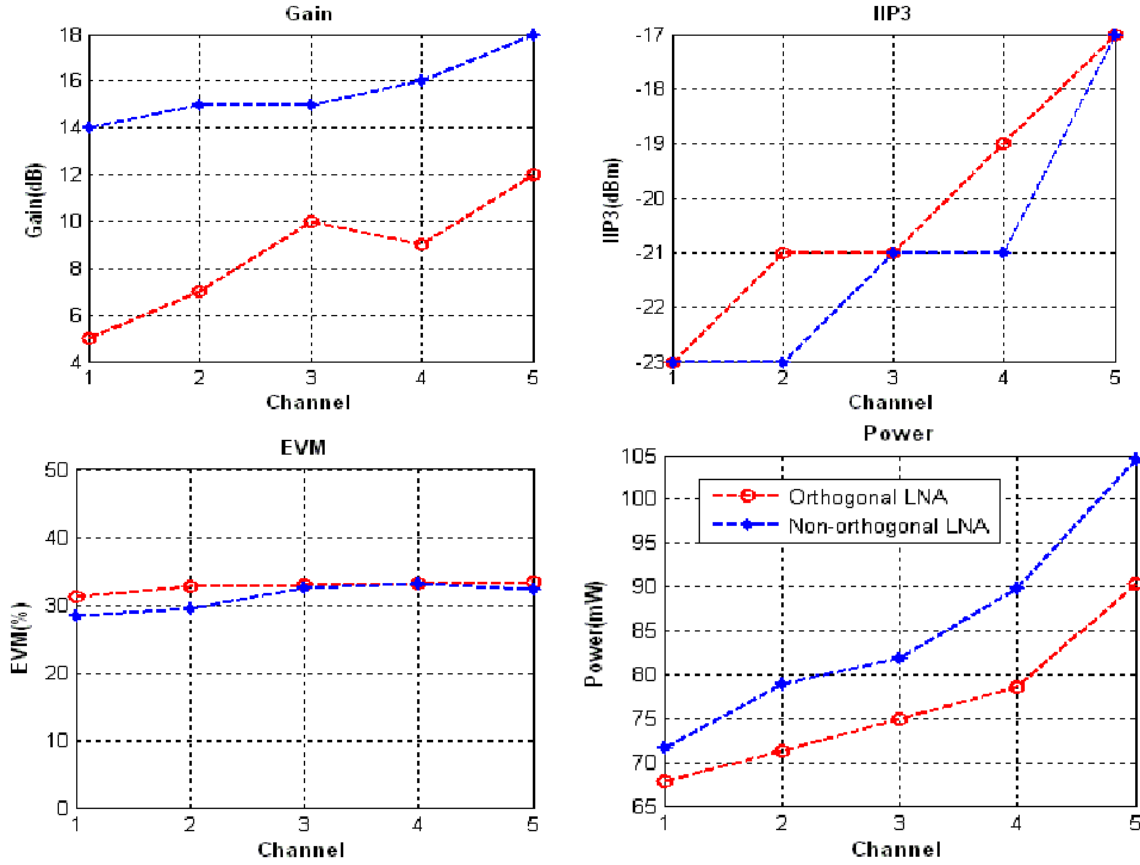 Gain
18
16
14
12
10
8
6
4
Gain(dB)
1 2 3 4 5
Channel
IIP3
-17
-18
-19
-20
-21
-22
-23
IIP3(dBm)
1 2 3 4 5
Channel
EVM
50
40
30
20
10
0
EVM(%)
1 2 3 4 5
Channel
Power
105
100
95
90
85
80
75
70
65
Power(mW)
Orthogonal LNA
Non-orthogonal LNA
1 2 3 4 5
Channel